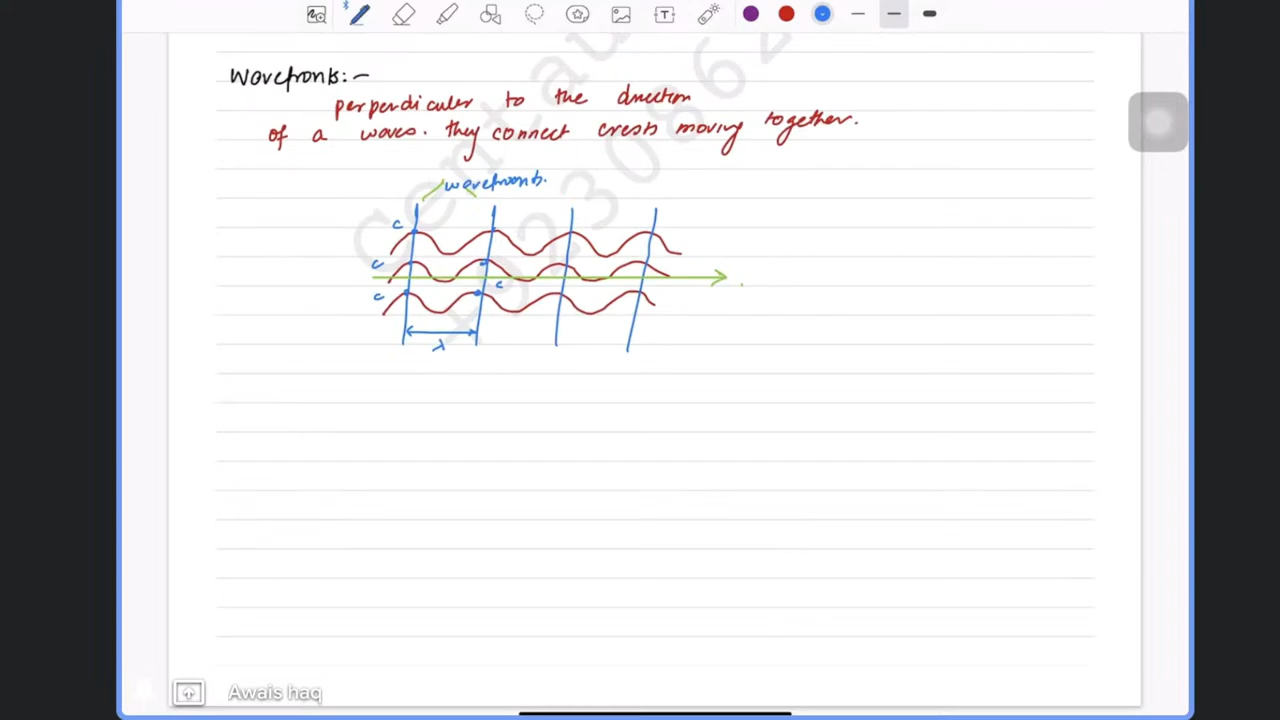 Wavefronts:-
perpendicular to the direction
of a waves. they connect crests moving together.
wavefronts.
c
c
c
c
λ
Awais haq
T